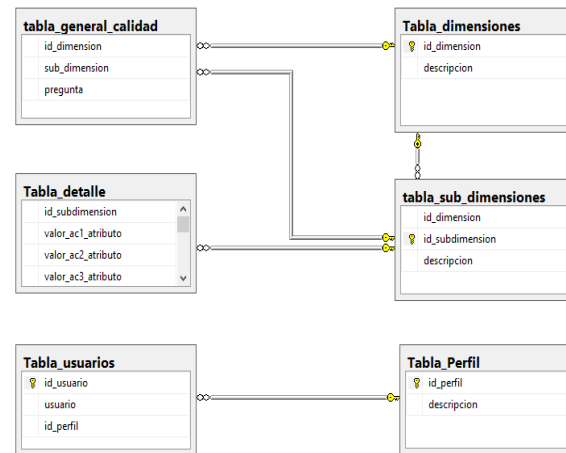 tabla_general_calidad
id_dimension
sub_dimension
pregunta
Tabla_dimensiones
id_dimension
descripcion
Tabla_detalle
id_subdimension
valor_ac1_atributo
valor_ac2_atributo
valor_ac3_atributo
tabla_sub_dimensiones
id_dimension
id_subdimension
descripcion
Tabla_usuarios
id_usuario
usuario
id_perfil
Tabla_Perfil
id_perfil
descripcion